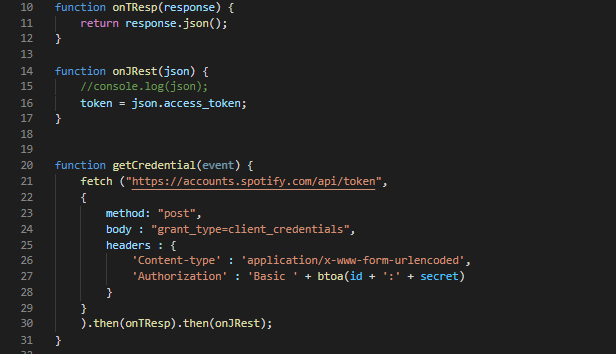 10 function onTResp(response) {
11 return response.json();
12 }
13
14 function onJRest(json) {
15 //console.log(json);
16 token = json.access_token;
17 }
18
19
20 function getCredential(event) {
21 fetch ("https://accounts.spotify.com/api/token",
22 {
23 method: "post",
24 body : "grant_type=client_credentials",
25 headers : {
26 'Content-type' : 'application/x-www-form-urlencoded',
27 'Authorization' : 'Basic ' + btoa(id + ':' + secret)
28 }
29 }
30 ).then(onTResp).then(onJRest);
31 }